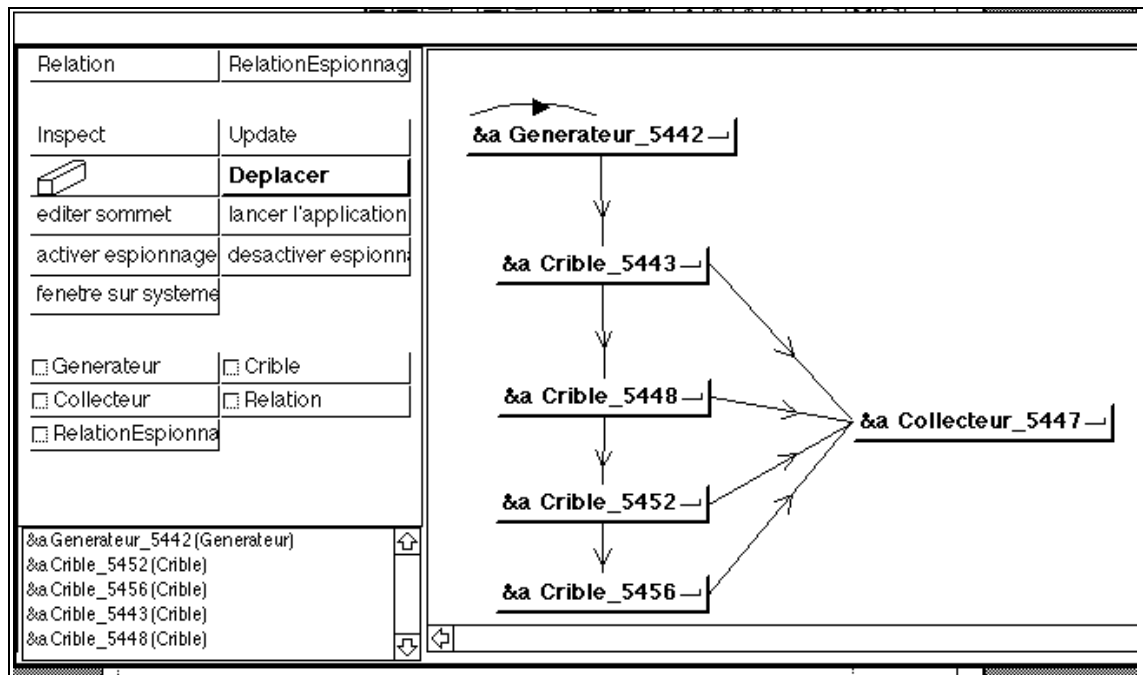 Relation RelationEspionnag
Inspect Update
Deplacer
editer sommet lancer l'application
activer espionnage desactiver espionn
fenetre sur systeme
Generateur Crible
Collecteur Relation
RelationEspionna
&a Generateur_5442 (Generateur)
&a Crible_5452 (Crible)
&a Crible_5456 (Crible)
&a Crible_5443 (Crible)
&a Crible_5448 (Crible)
&a Generateur_5442
&a Crible_5443
&a Crible_5448
&a Collecteur_5447
&a Crible_5452
&a Crible_5456